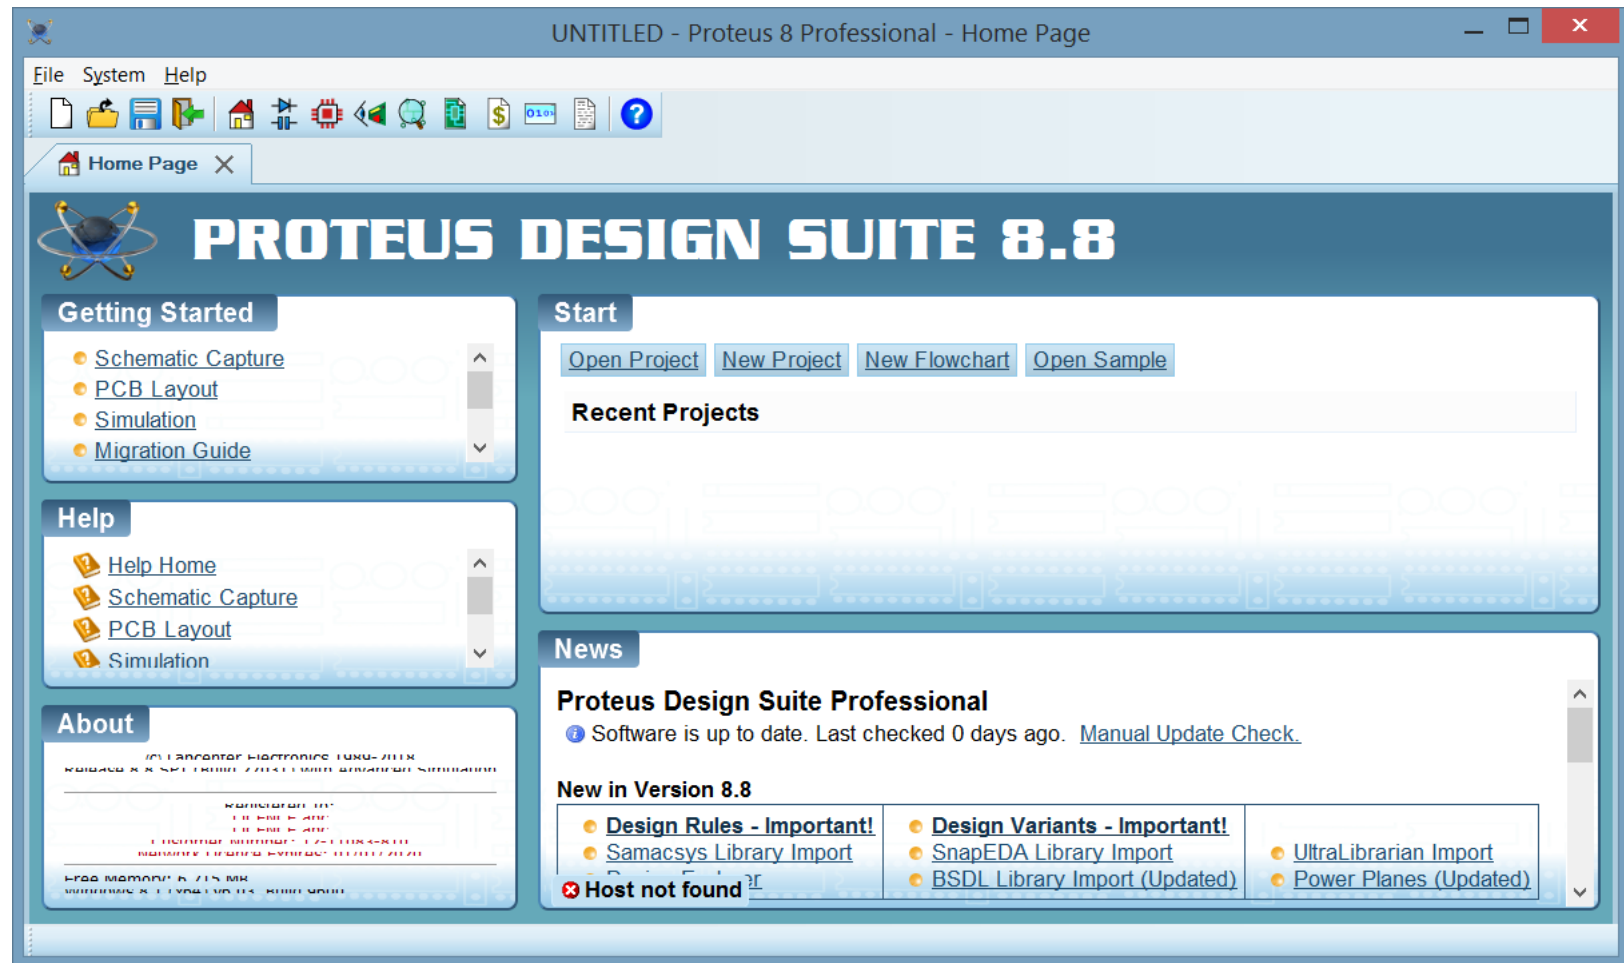 UNTITLED - Proteus 8 Professional - Home Page
File System Help
Home Page
PROTEUS DESIGN SUITE 8.8
Getting Started
Schematic Capture
PCB Layout
Simulation
Migration Guide
Help
Help Home
Schematic Capture
PCB Layout
Simulation
About
Start
Open Project New Project New Flowchart Open Sample
Recent Projects
News
Proteus Design Suite Professional
Software is up to date. Last checked 0 days ago. Manual Update Check.
New in Version 8.8
Design Rules - Important! Design Variants - Important!
Samacsys Library Import SnapEDA Library Import UltraLibrarian Import
BSDL Library Import (Updated) Power Planes (Updated)
Host not found